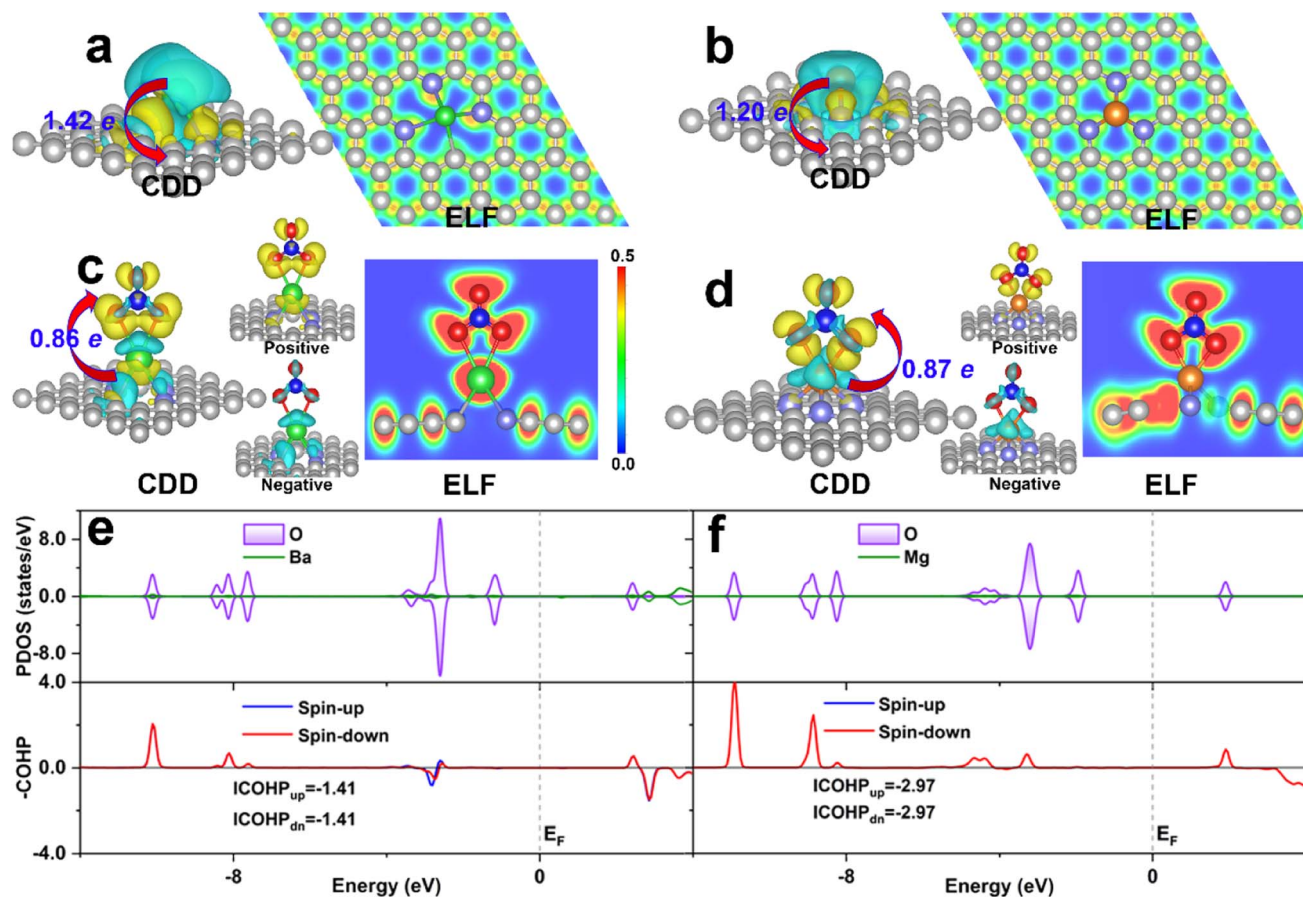 a
1.42 e
CDD
ELF
b
1.20 e
CDD
ELF
c
0.86 e
CDD
Positive
Negative
0.5
0.0
ELF
d
0.87 e
CDD
Positive
Negative
ELF
e
O
Ba
PDOS (states/eV)
8.0
0.0
-8.0
4.0
Spin-up
Spin-down
-COHP
0.0
ICOHPup=-1.41
ICOHPdn=-1.41
EF
-4.0
-8
0
Energy (eV)
f
O
Mg
Spin-up
Spin-down
ICOHPup=-2.97
ICOHPdn=-2.97
EF
-8
0
Energy (eV)